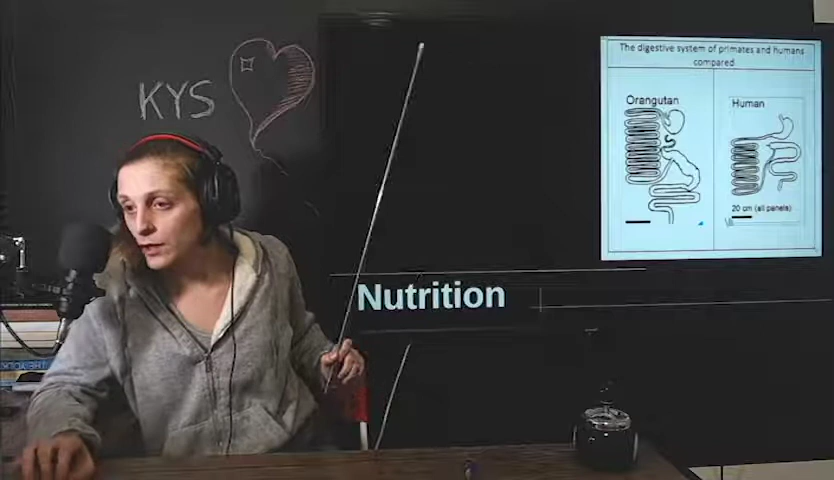 KYS
The digestive system of primates and humans
compared
Orangutan
Human
20 cm (all panels)
Nutrition